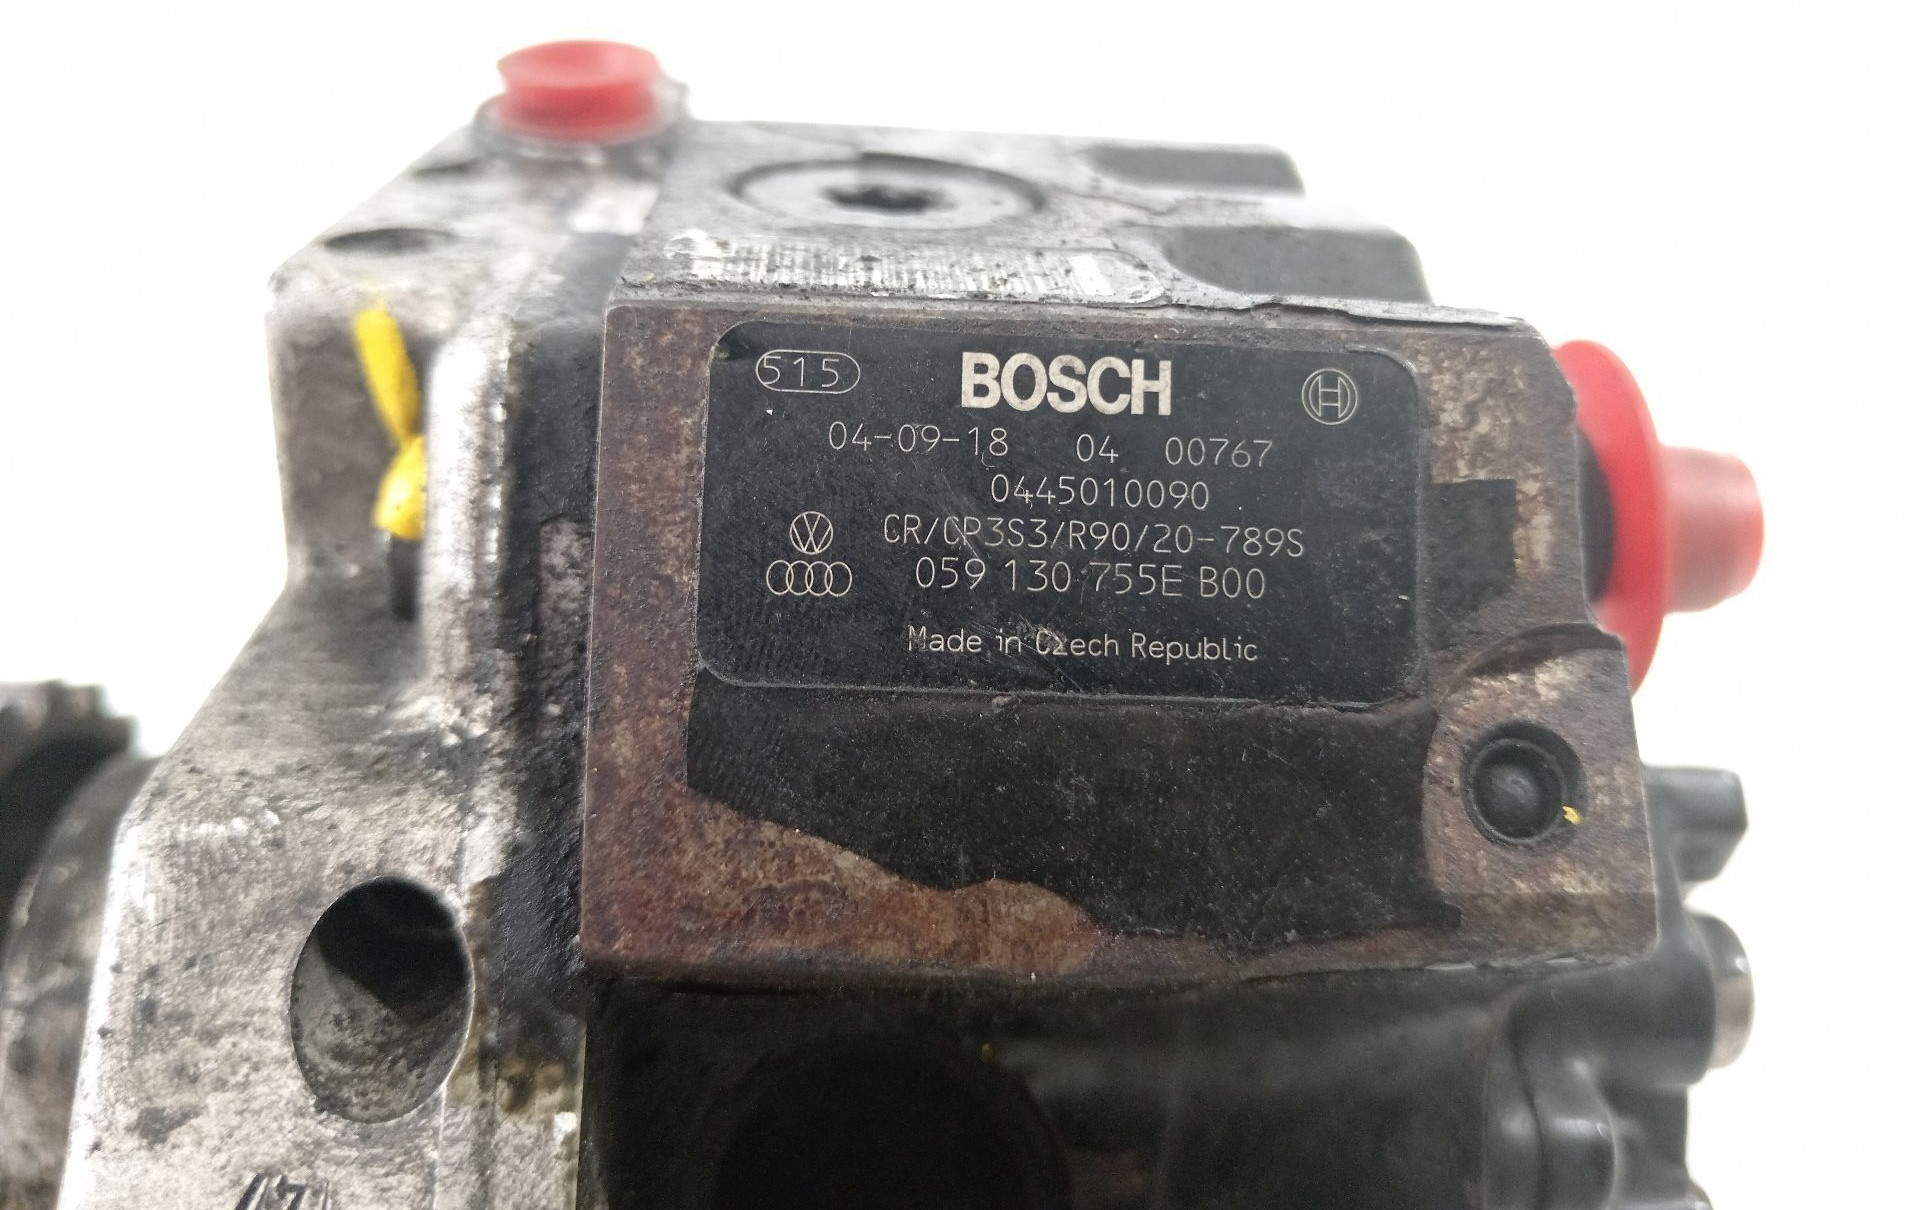 515 BOSCH
04-09-18 04 00767
0445010090
CR/CP3S3/R90/20-789S
059 130 755E B00
Made in Czech Republic